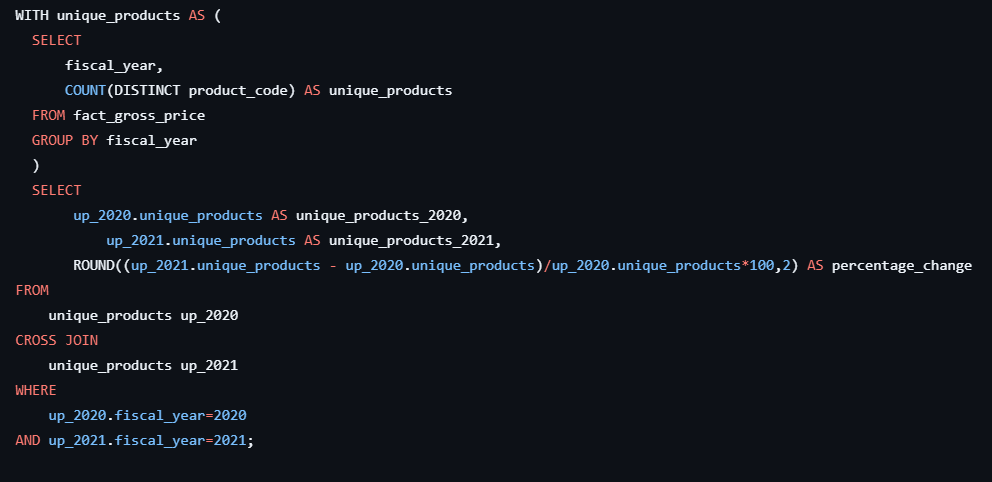 WITH unique_products AS (
SELECT
fiscal_year,
COUNT(DISTINCT product_code) AS unique_products
FROM fact_gross_price
GROUP BY fiscal_year
)
SELECT
up_2020.unique_products AS unique_products_2020,
up_2021.unique_products AS unique_products_2021,
ROUND((up_2021.unique_products - up_2020.unique_products)/up_2020.unique_products*100,2) AS percentage_change
FROM
unique_products up_2020
CROSS JOIN
unique_products up_2021
WHERE
up_2020.fiscal_year=2020
AND up_2021.fiscal_year=2021;